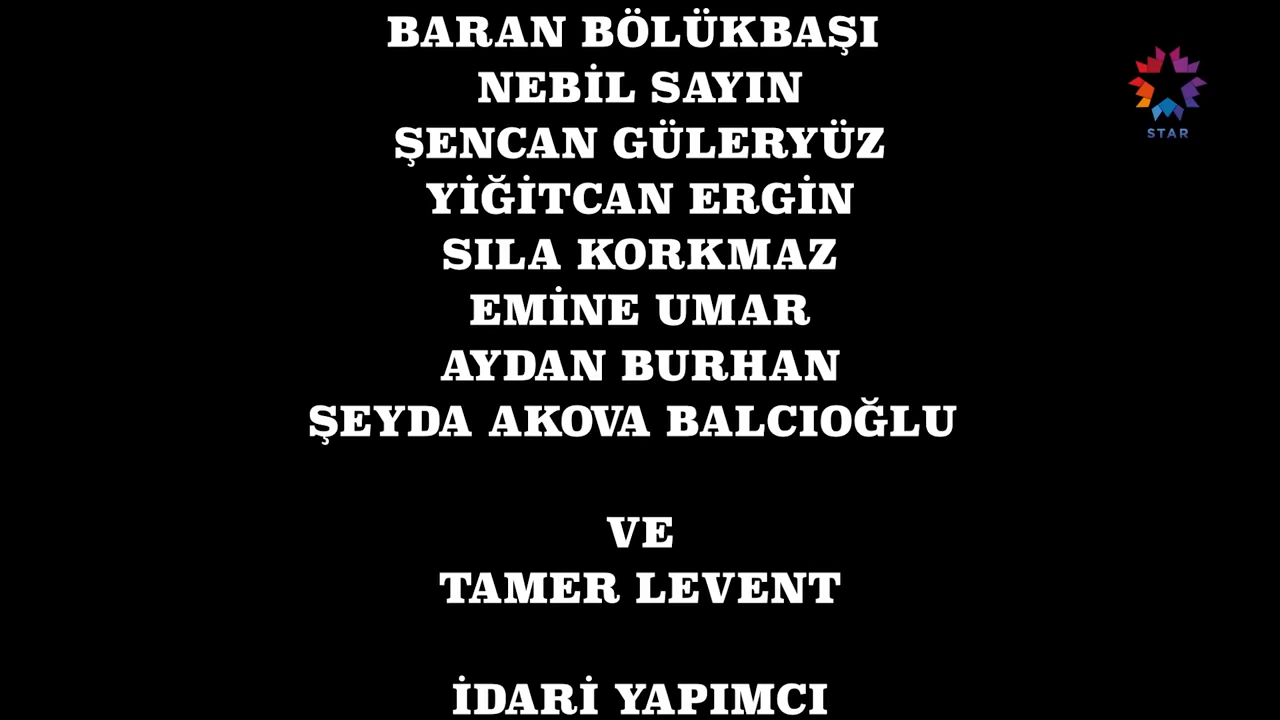 BARAN BÖLÜKBAŞI
NEBİL SAYIN
ŞENCAN GÜLERYÜZ
YİĞİTCAN ERGİN
SILA KORKMAZ
EMİNE UMAR
AYDAN BURHAN
ŞEYDA AKOVA BALCIOĞLU
VE
TAMER LEVENT
İDARİ YAPIMCI
STAR